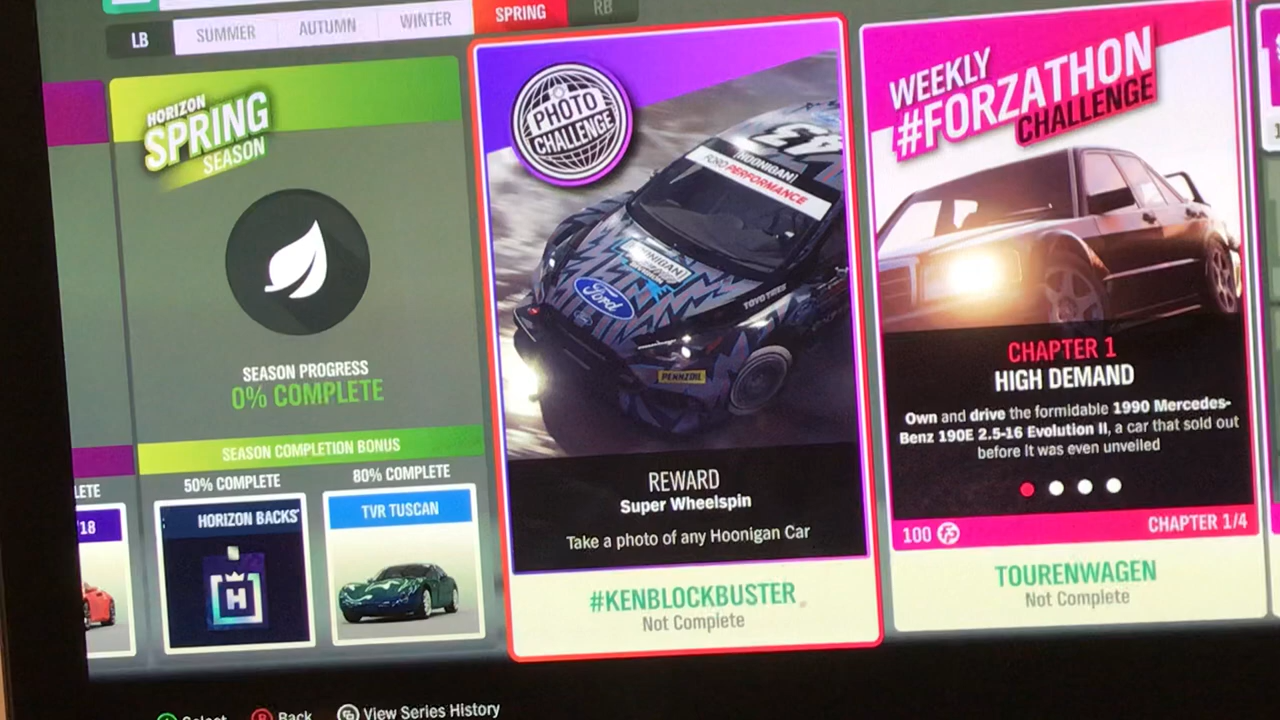 LB
SUMMER
AUTUMN
WINTER
SPRING
RB
HORIZON
SPRING
SEASON
SEASON PROGRESS
0% COMPLETE
SEASON COMPLETION BONUS
50% COMPLETE
80% COMPLETE
HORIZON BACKS
H
TVR TUSCAN
'18
PHOTO
CHALLENGE
43
HOONIGAN
FORD PERFORMANCE
HOONIGAN
Ford
TOYO TIRES
PENNZOIL
REWARD
Super Wheelspin
Take a photo of any Hoonigan Car
#KENBLOCKBUSTER
Not Complete
WEEKLY
#FORZATHON
CHALLENGE
CHAPTER 1
HIGH DEMAND
Own and drive the formidable 1990 Mercedes-
Benz 190E 2.5-16 Evolution II, a car that sold out
before it was even unveiled
100
CHAPTER 1/4
TOURENWAGEN
Not Complete
Select
Back
View Series History